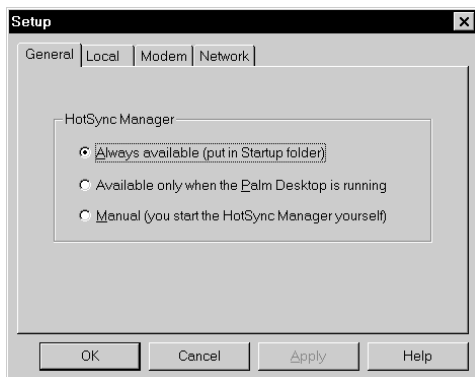 Setup
General Local Modem Network
HotSync Manager
Always available (put in Startup folder)
Available only when the Palm Desktop is running
Manual (you start the HotSync Manager yourself)
OK Cancel Apply Help